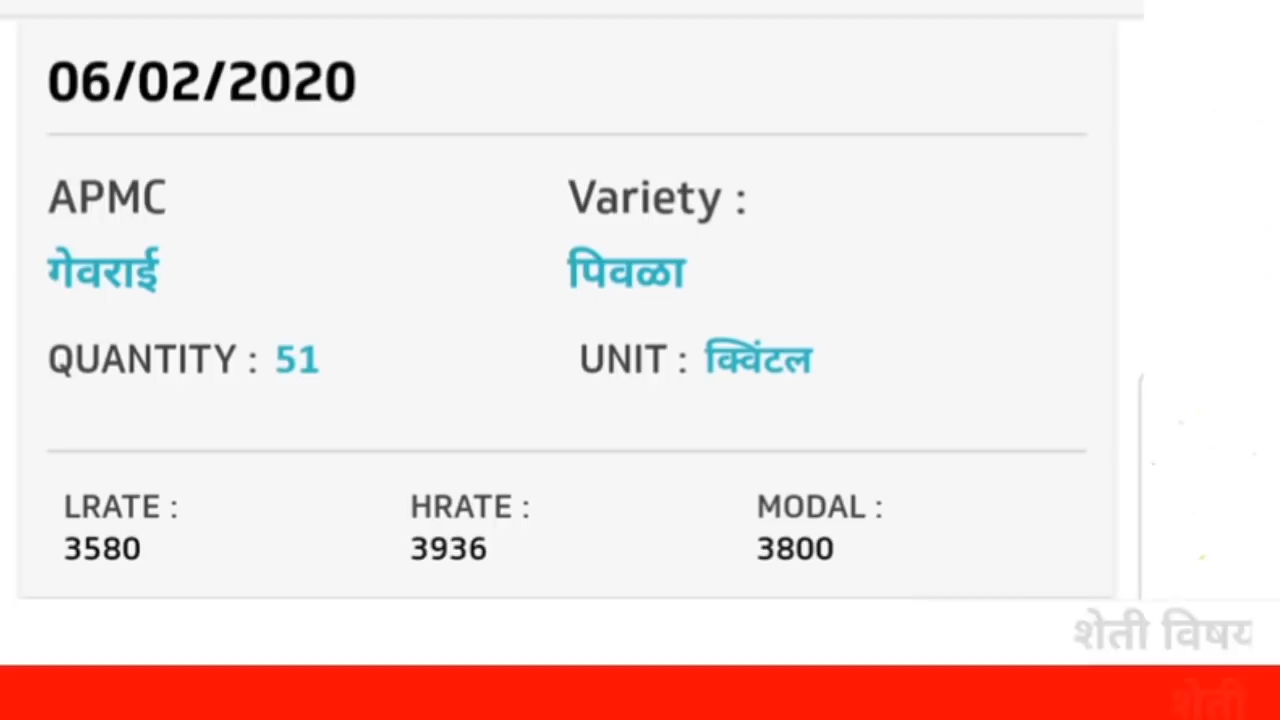 06/02/2020
APMC
Variety :
गेवराई
पिवळा
QUANTITY : 51
UNIT : क्विंटल
LRATE :
HRATE :
MODAL :
3580
3936
3800
शेती विषय
शेती